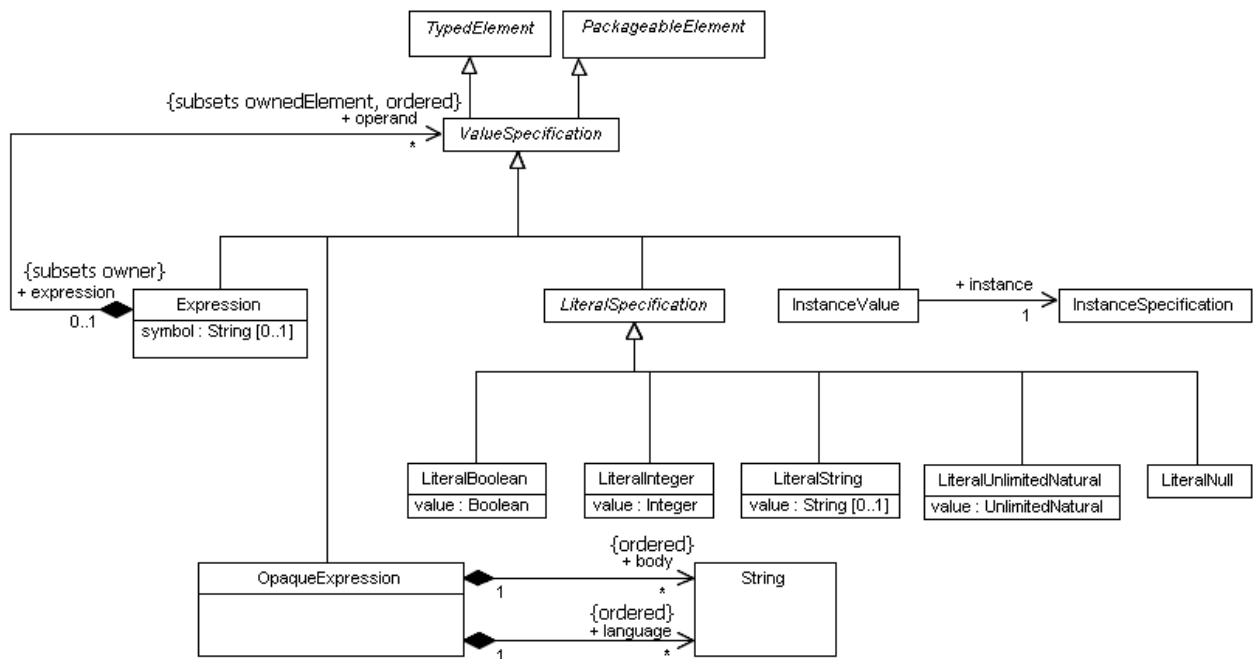 TypedElement
PackageableElement
{subsets ownedElement, ordered}
+ operand
*
ValueSpecification
{subsets owner}
+ expression
0..1
Expression
symbol : String [0..1]
LiteralSpecification
InstanceValue
+ instance
1
InstanceSpecification
LiteralBoolean
value : Boolean
LiteralInteger
value : Integer
LiteralString
value : String [0..1]
LiteralUnlimitedNatural
value : UnlimitedNatural
LiteralNull
OpaqueExpression
{ordered}
+ body
1
*
{ordered}
+ language
1
*
String